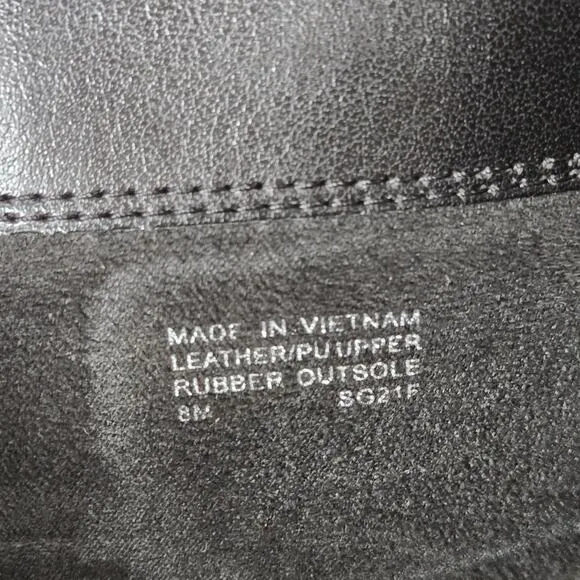 MADE IN VIETNAM
LEATHER/PU UPPER
RUBBER OUTSOLE
8M SG21F